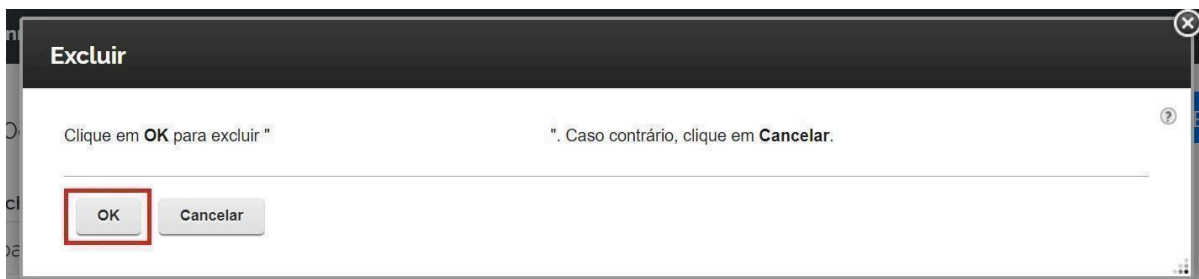 Excluir
Clique em OK para excluir " ". Caso contrário, clique em Cancelar.
OK Cancelar